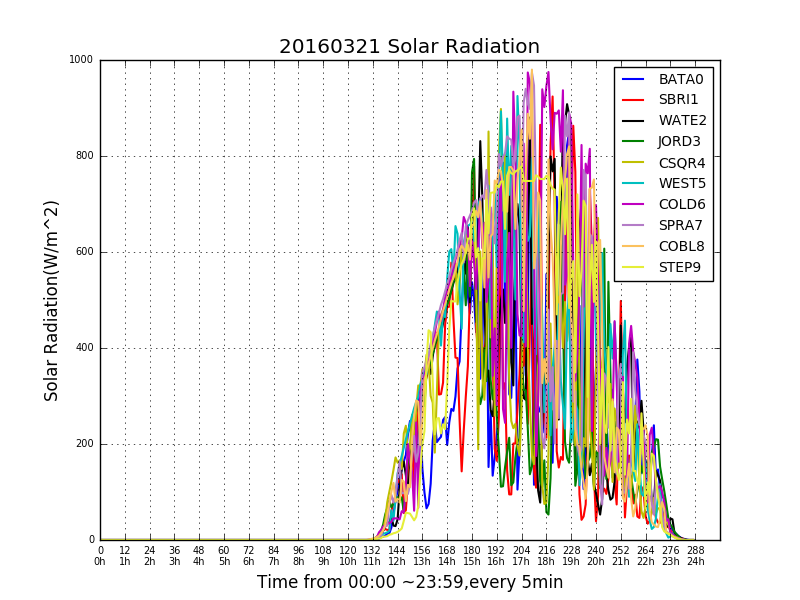 20160321 Solar Radiation
1000
800
600
400
200
0
Solar Radiation(W/m^2)
BATA0
SBRI1
WATE2
JORD3
CSQR4
WEST5
COLD6
SPRA7
COBL8
STEP9
0 12 24 36 48 60 72 84 96 108 120 132 144 156 168 180 192 204 216 228 240 252 264 276 288
0h 1h 2h 3h 4h 5h 6h 7h 8h 9h 10h 11h 12h 13h 14h 15h 16h 17h 18h 19h 20h 21h 22h 23h 24h
Time from 00:00 ~23:59,every 5min